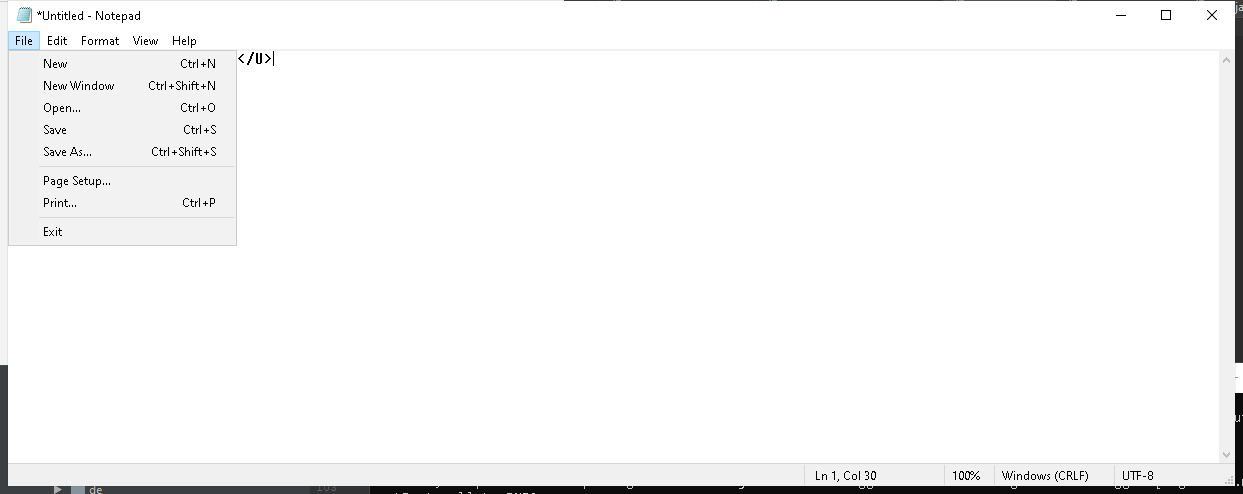 *Untitled - Notepad
File Edit Format View Help
</U>
New Ctrl+N
New Window Ctrl+Shift+N
Open... Ctrl+O
Save Ctrl+S
Save As... Ctrl+Shift+S
Page Setup...
Print... Ctrl+P
Exit
Ln 1, Col 30 100% Windows (CRLF) UTF-8
de 103